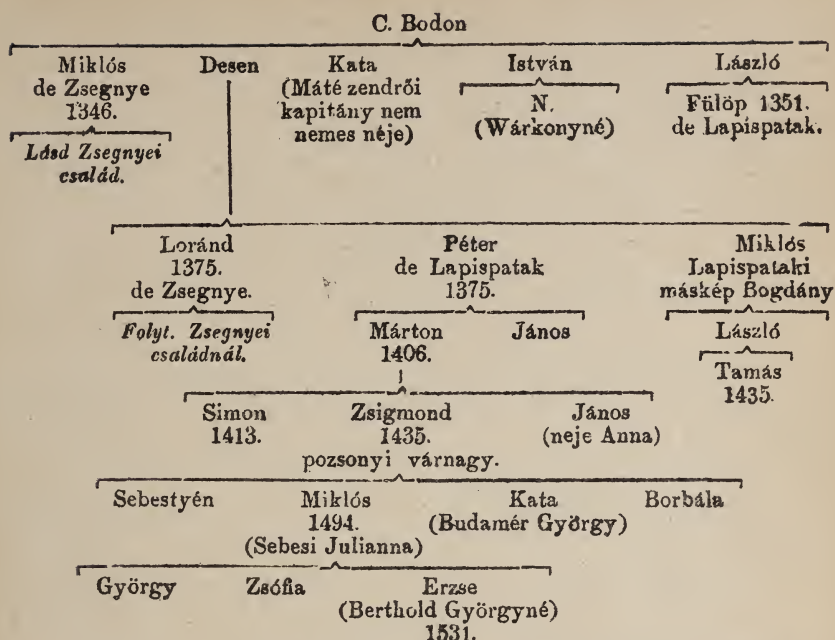 C. Bodon
Miklós Desen Kata István László
de Zsegnye (Máté zendrői N. Fülöp 1351.
1346. kapitány nem (Wárkonyné) de Lapispatak.
Lásd Zsegnyei nemes néje)
család.
Loránd Péter Miklós
1375. de Lapispatak Lapispataki
de Zsegnye. 1375. máskép Bogdány
Folyt. Zsegnyei Márton János László
családnál. 1406. Tamás
1435.
Simon Zsigmond János
1413. 1435. (neje Anna)
pozsonyi várnagy.
Sebestyén Miklós Kata Borbála
1494. (Budamér György)
(Sebesi Julianna)
György Zsófia Erzse
(Berthold Györgyné)
1531.